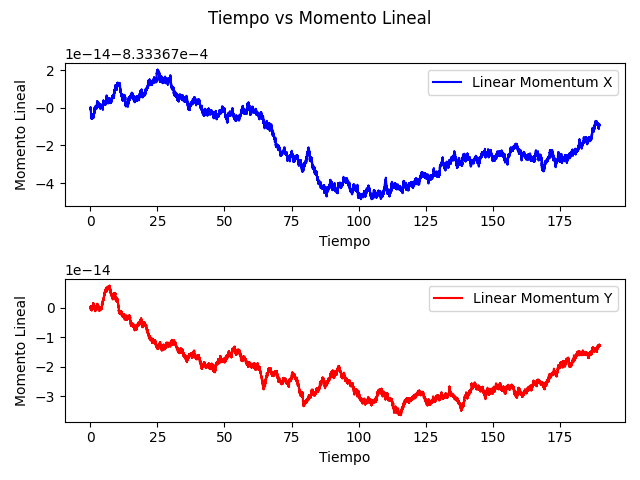 Tiempo vs Momento Lineal
1e−14−8.33367e−4
Momento Lineal
2
−0
−2
−4
Linear Momentum X
0 25 50 75 100 125 150 175
Tiempo
1e−14
Momento Lineal
0
−1
−2
−3
Linear Momentum Y
0 25 50 75 100 125 150 175
Tiempo